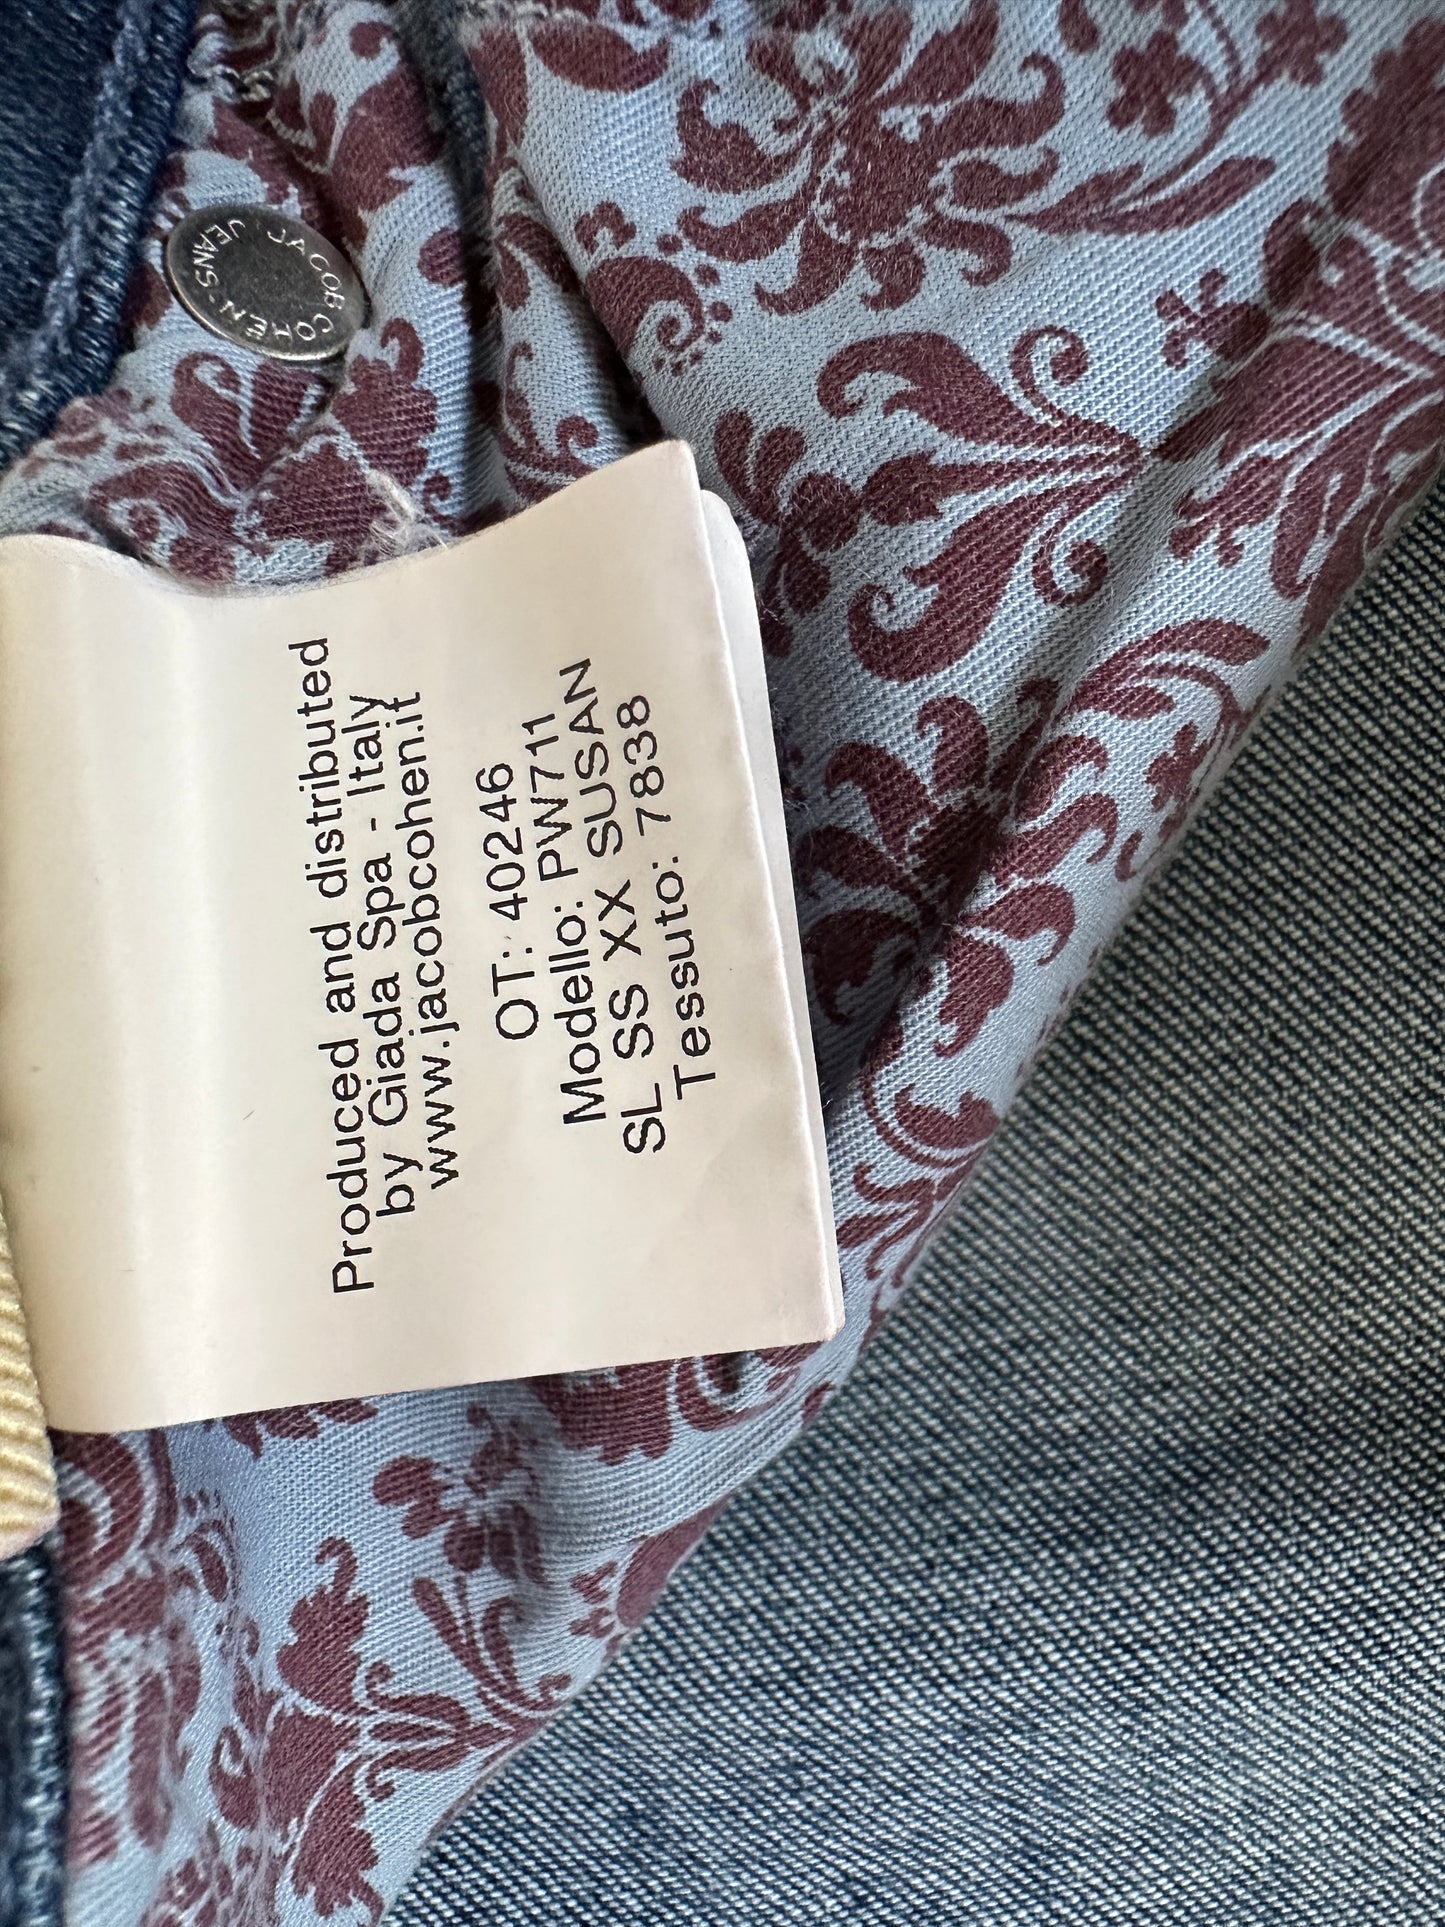 JACOB COHEN · JEANS
Produced and distributed
by Giada Spa - Italy
www.jacobcohen.it
OT: 40246
Modello: PW711
SL SS XX SUSAN
Tessuto: 7838